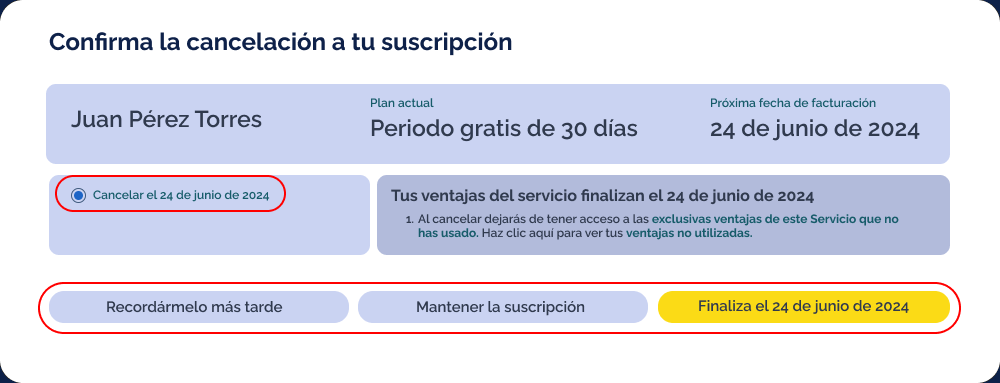 Confirma la cancelación a tu suscripción
Juan Pérez Torres
Plan actual
Periodo gratis de 30 días
Próxima fecha de facturación
24 de junio de 2024
Cancelar el 24 de junio de 2024
Tus ventajas del servicio finalizan el 24 de junio de 2024
1. Al cancelar dejarás de tener acceso a las exclusivas ventajas de este Servicio que no
has usado. Haz clic aquí para ver tus ventajas no utilizadas.
Recordármelo más tarde
Mantener la suscripción
Finaliza el 24 de junio de 2024